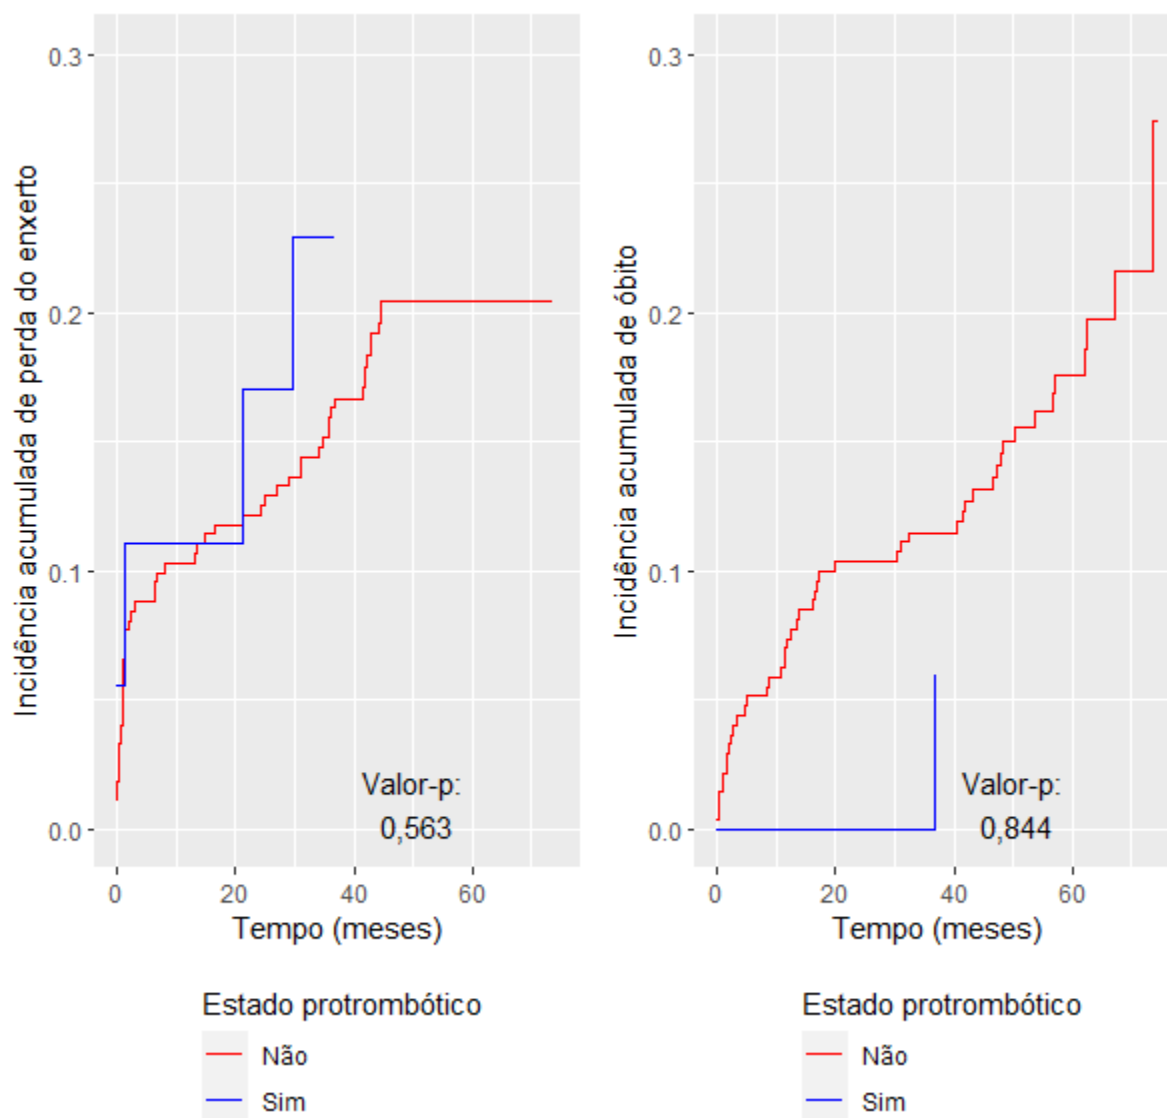 Incidência acumulada de perda do enxerto
0.3
0.2
0.1
0.0
Valor-p:
0,563
0
20
40
60
Tempo (meses)
Estado protrombótico
Não
Sim
Incidência acumulada de óbito
0.3
0.2
0.1
0.0
Valor-p:
0,844
0
20
40
60
Tempo (meses)
Estado protrombótico
Não
Sim